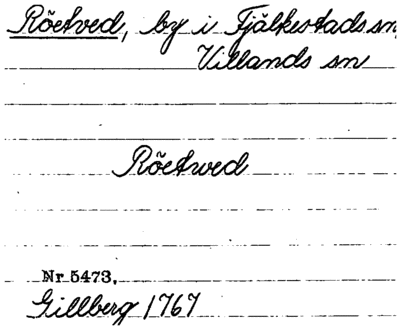 Röetved, by i Fjälkestads sn,
Villands sn
Röetwed
Nr 5473,
Gillberg 1767